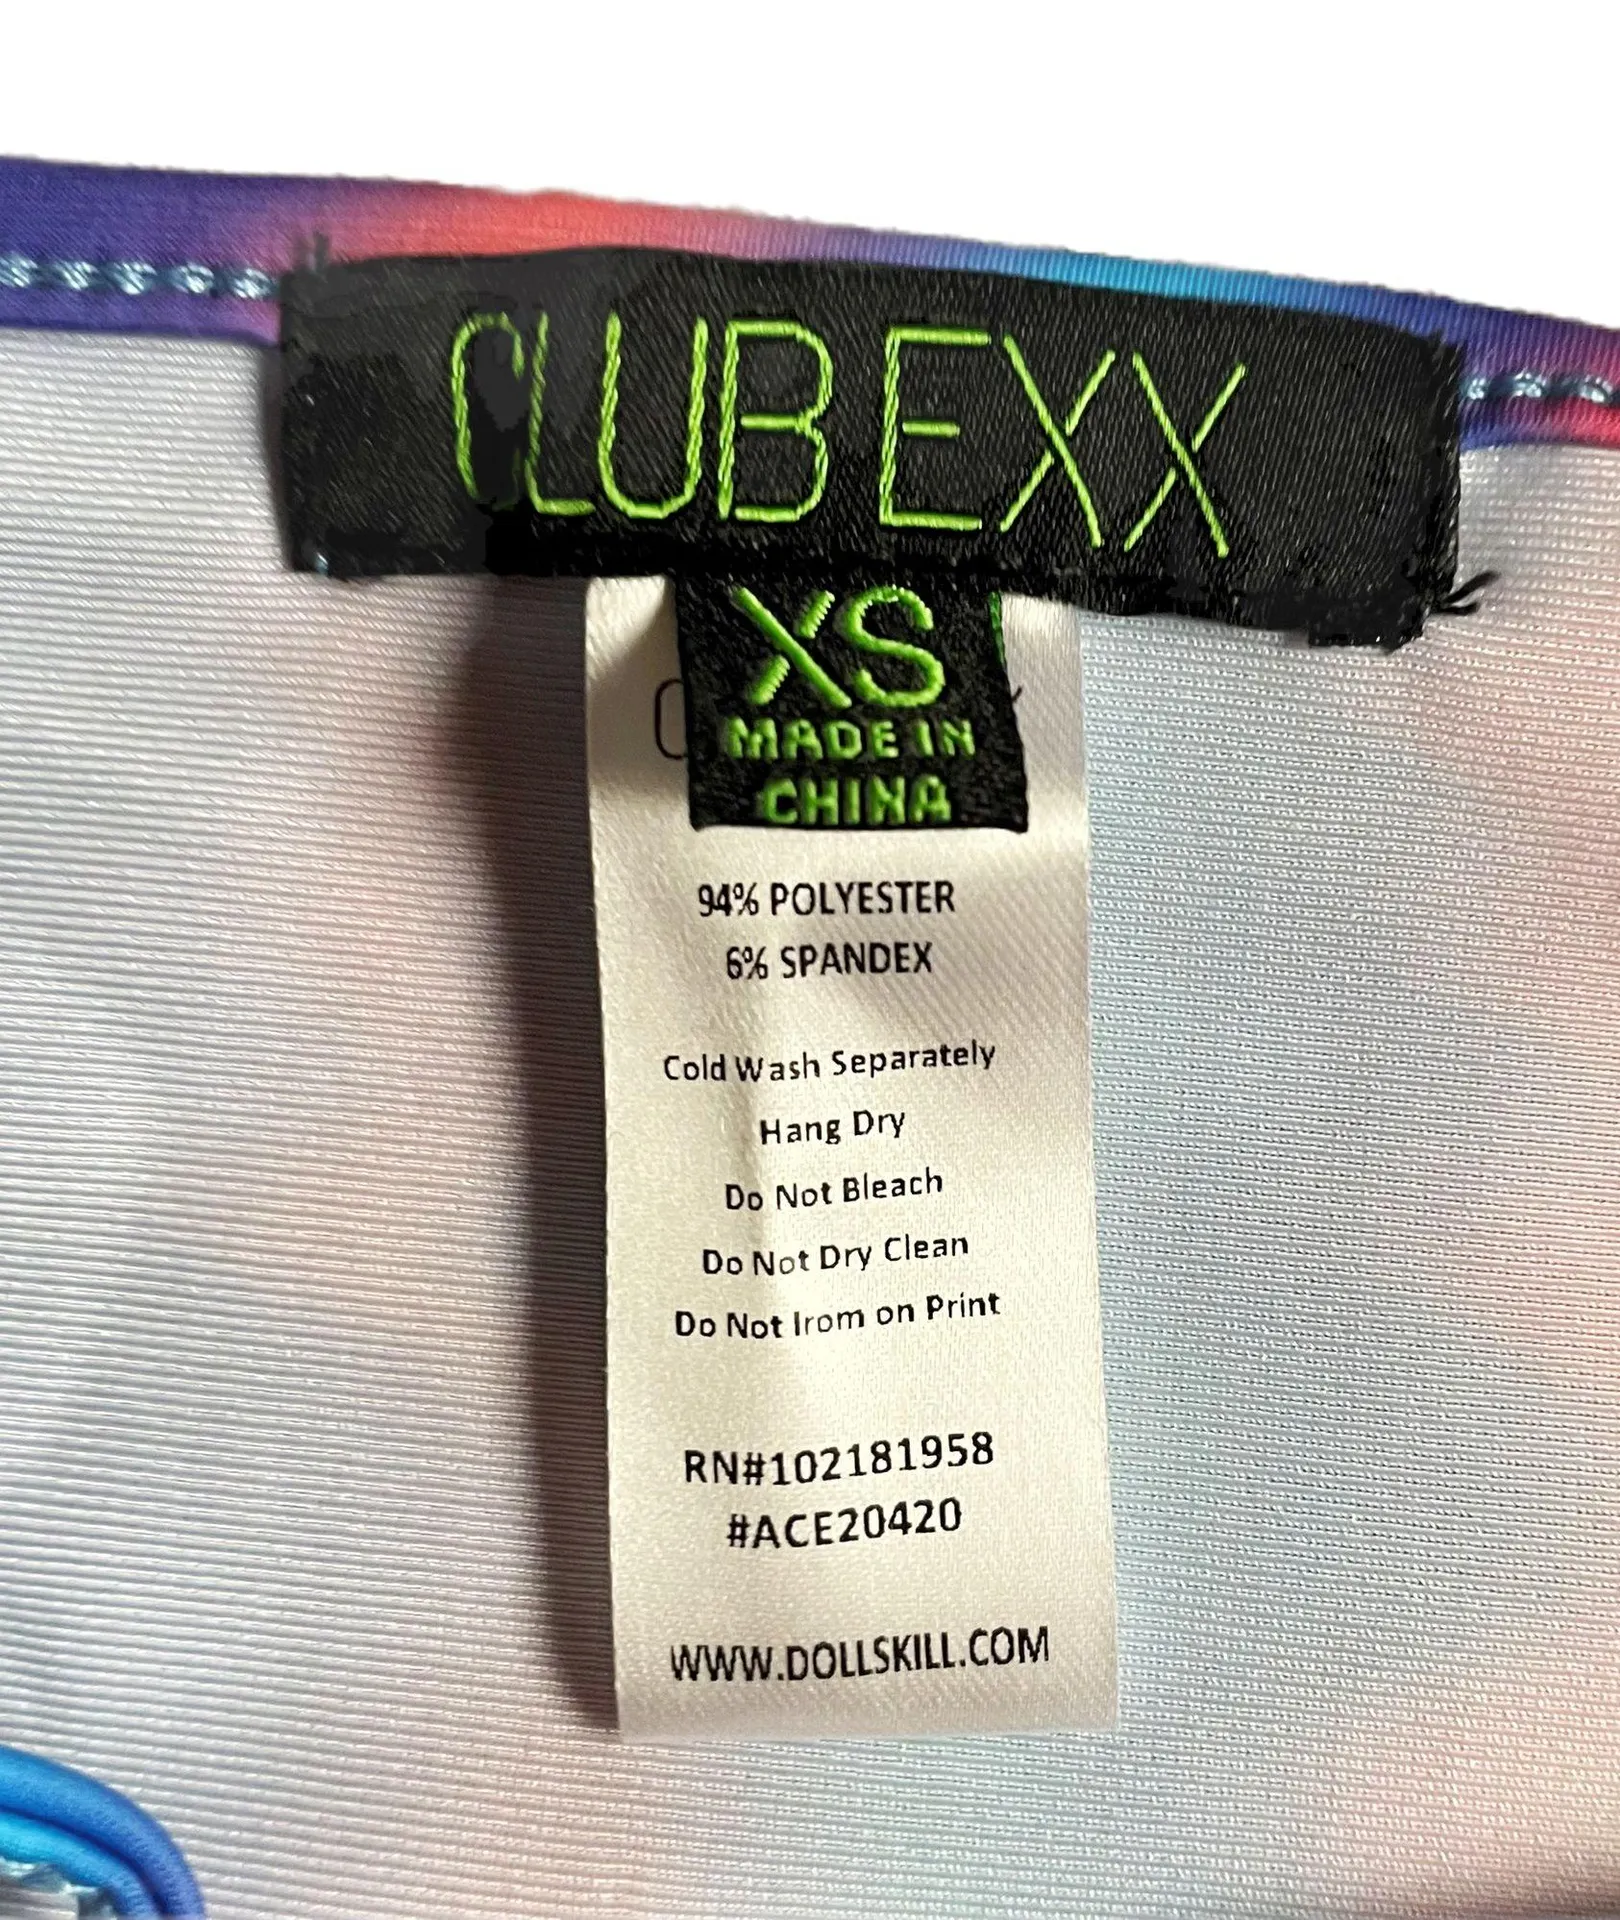 CLUB EXX
XS
MADE IN
CHINA
94% POLYESTER
6% SPANDEX
Cold Wash Separately
Hang Dry
Do Not Bleach
Do Not Dry Clean
Do Not Irom on Print
RN#102181958
#ACE20420
WWW.DOLLSKILL.COM